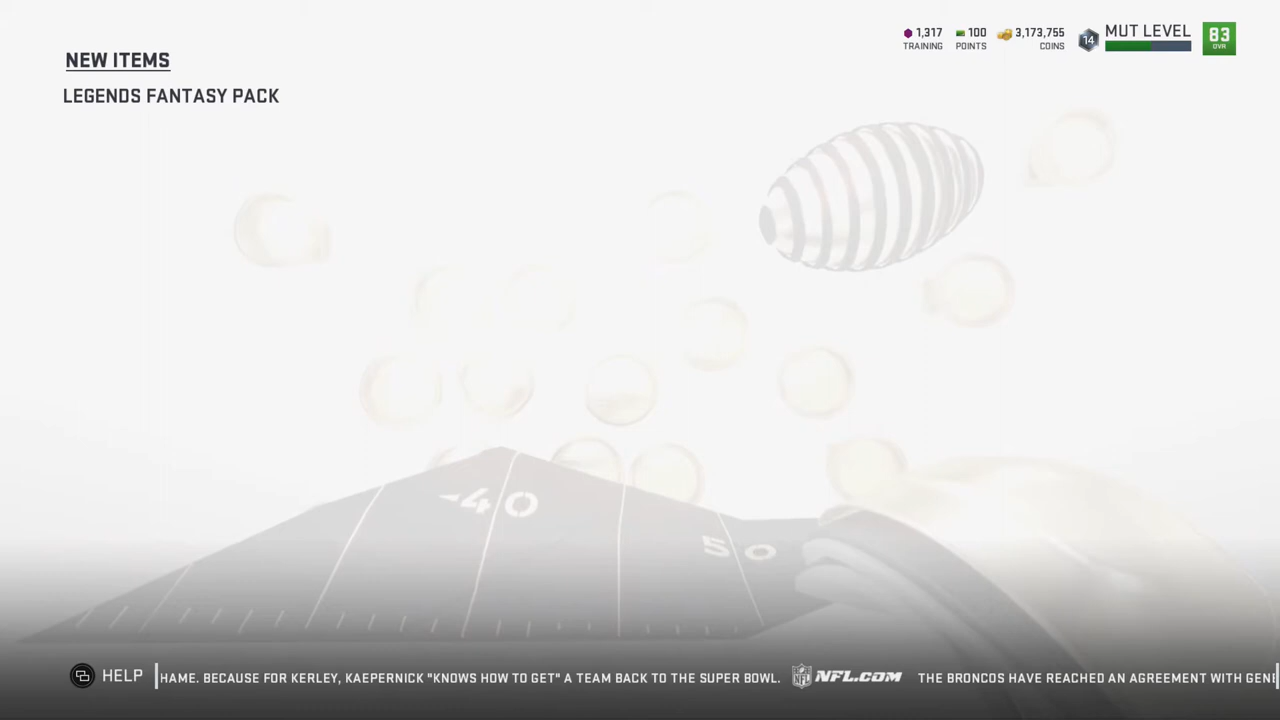 NEW ITEMS
LEGENDS FANTASY PACK
1,317 TRAINING
100 POINTS
3,173,755 COINS
14
MUT LEVEL
83 OVR
40
50
HELP
HAME. BECAUSE FOR KERLEY, KAEPERNICK "KNOWS HOW TO GET" A TEAM BACK TO THE SUPER BOWL. NFL NFL.COM THE BRONCOS HAVE REACHED AN AGREEMENT WITH GENE